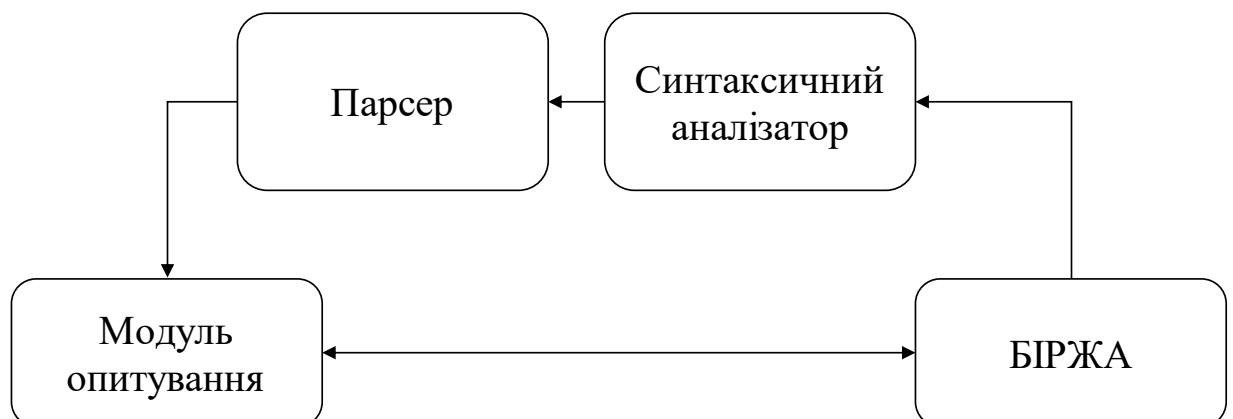 Парсер
Синтаксичний
аналізатор
Модуль
опитування
БІРЖА